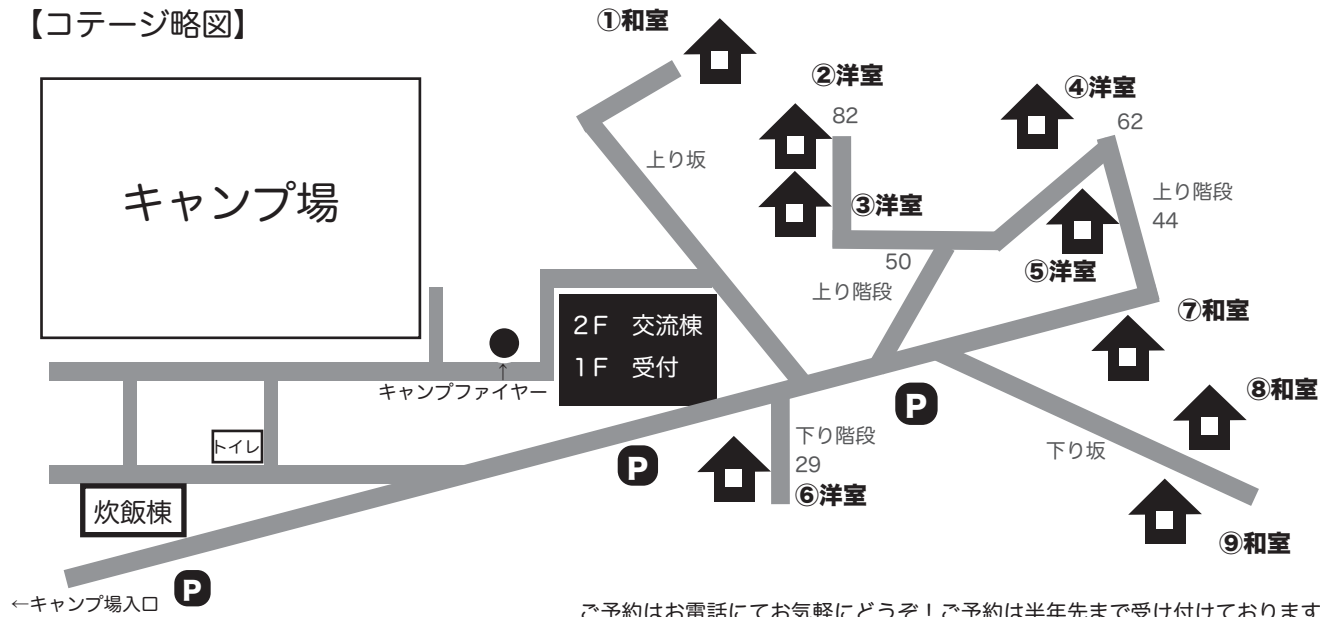 【コテージ略図】
①和室
②洋室
82
④洋室
62
上り坂
キャンプ場
③洋室
上り階段
44
50
上り階段
⑤洋室
⑦和室
2F 交流棟
1F 受付
↑
キャンプファイヤー
P
⑧和室
トイレ
下り階段
29
下り坂
P
⑥洋室
炊飯棟
⑨和室
P
←キャンプ場入口
ご予約はお電話にてお気軽にどうぞ！ご予約は半年先まで受け付けております